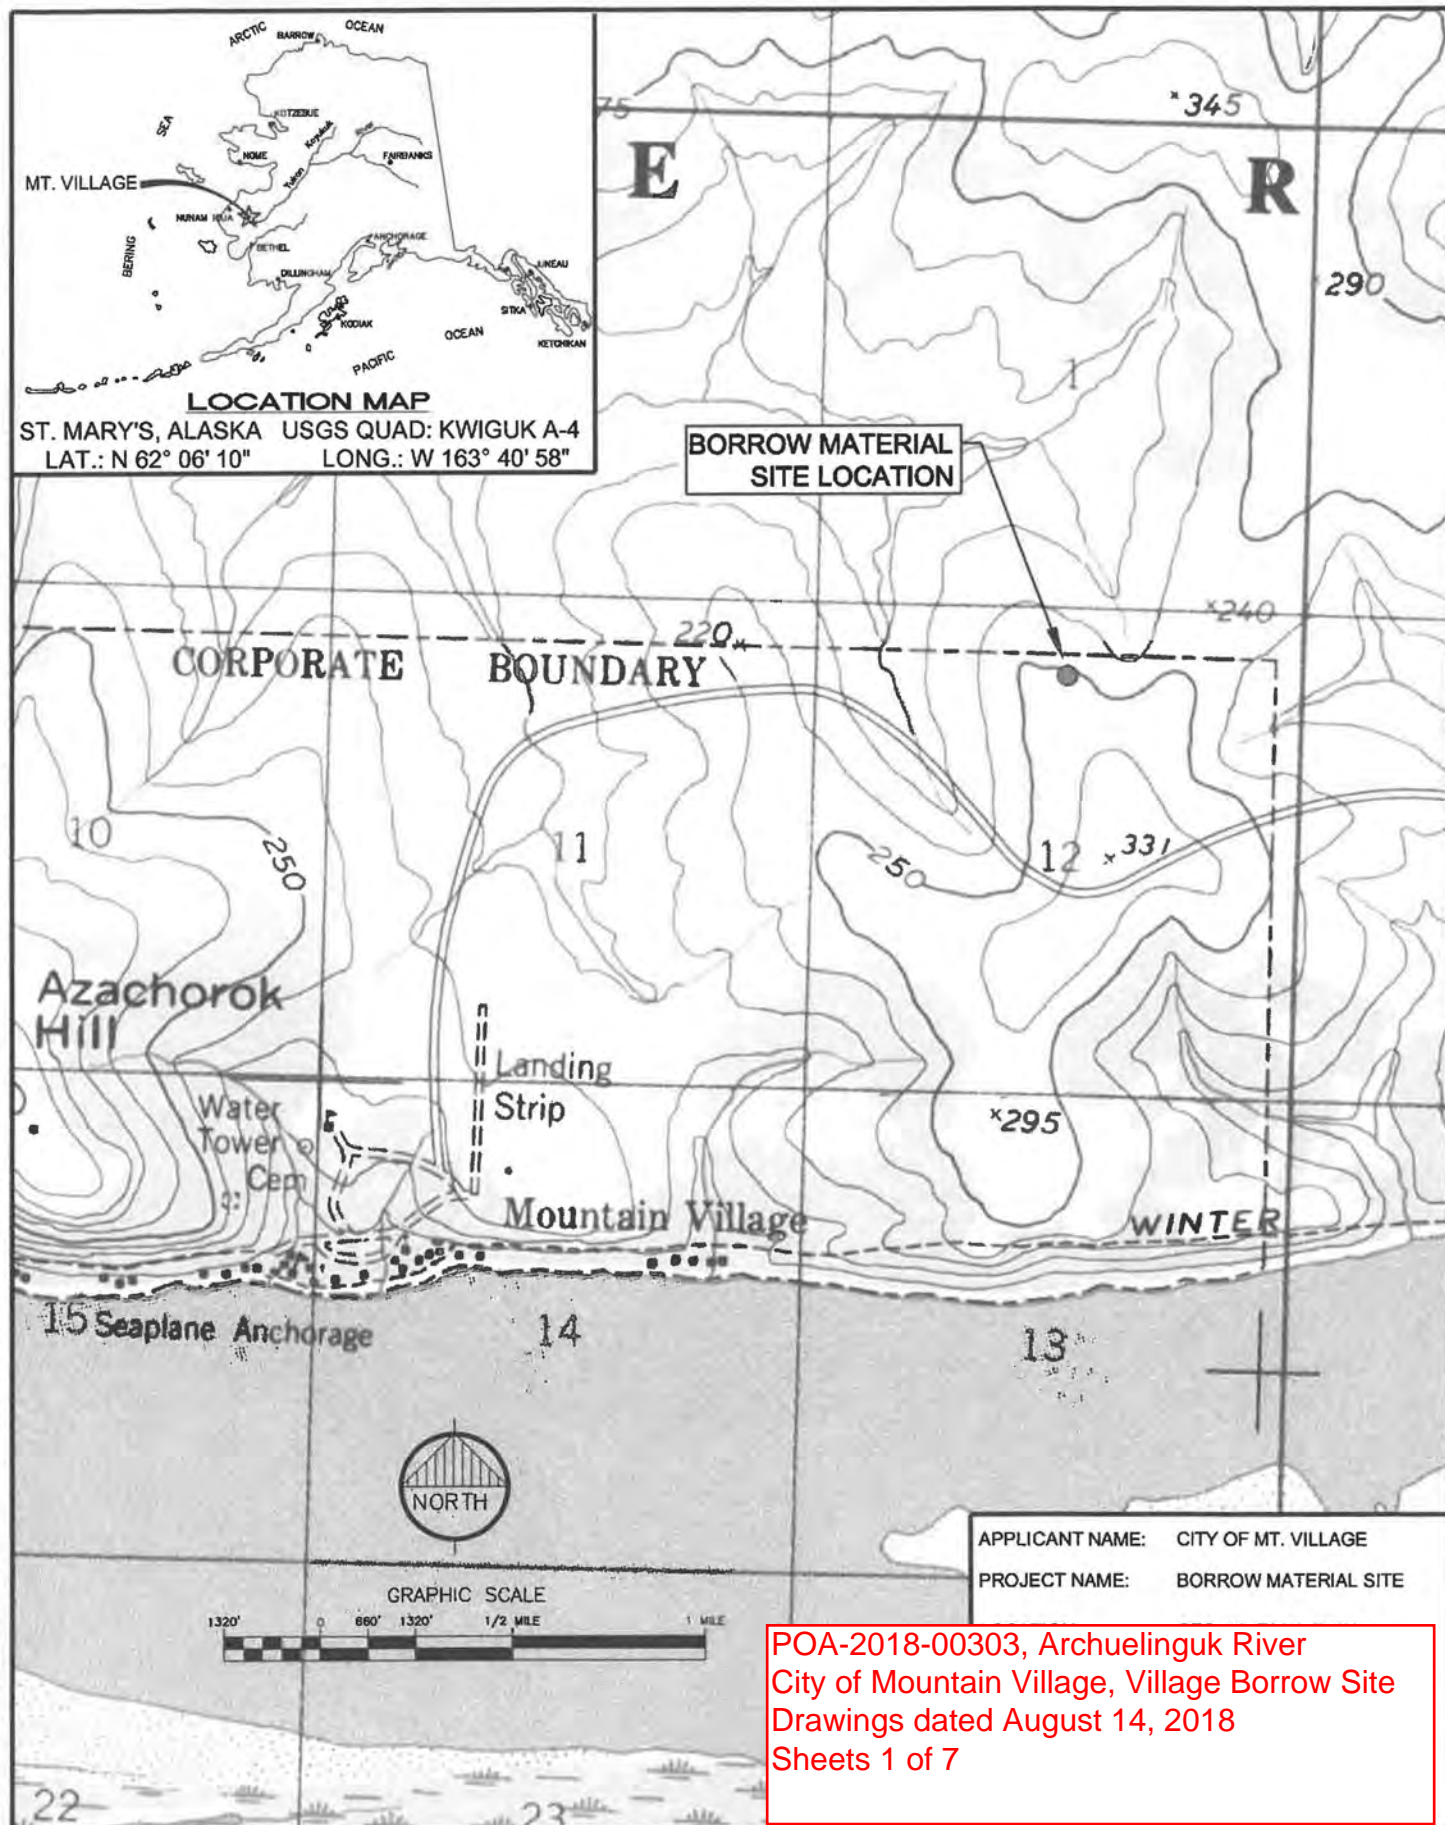 ARCTIC OCEAN
BARROW
KOTZEBUE
SEA
Koyukuk
River
NOME
FAIRBANKS
Yukon
MT. VILLAGE
NUNAM
BETHEL
ANCHORAGE
BERING
DILLINGHAM
JUNEAU
SITKA
KODIAK
OCEAN
KETCHIKAN
PACIFIC
LOCATION MAP
ST. MARY'S, ALASKA USGS QUAD: KWIGUK A-4
LAT.: N 62° 06' 10" LONG.: W 163° 40' 58"
75
345
E R
290
1
BORROW MATERIAL
SITE LOCATION
240
220
CORPORATE BOUNDARY
10
250
11
250
12
331
Azachorok
Hill
Landing
Strip
Water
Tower
Cem
295
Mountain Village
WINTER
15
Seaplane Anchorage
14
13
NORTH
GRAPHIC SCALE
1320' 0 660' 1320' 1/2 MILE 1 MILE
APPLICANT NAME: CITY OF MT. VILLAGE
PROJECT NAME: BORROW MATERIAL SITE
POA-2018-00303, Archuelinguk River
City of Mountain Village, Village Borrow Site
Drawings dated August 14, 2018
Sheets 1 of 7
22
23